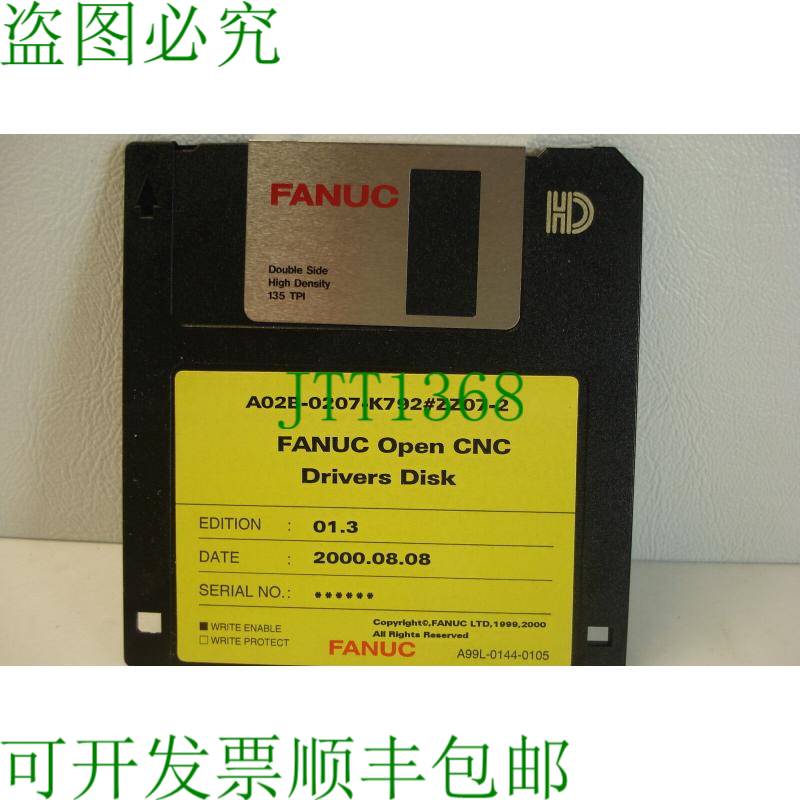 盗图必究
FANUC
HD
Double Side
High Density
135 TPI
JTT1368
A02B-0207-K792#ZZ07-2
FANUC Open CNC
Drivers Disk
EDITION : 01.3
DATE : 2000.08.08
SERIAL NO. : ******
WRITE ENABLE
WRITE PROTECT
Copyright©,FANUC LTD,1999,2000
All Rights Reserved
FANUC
A99L-0144-0105
可开发票顺丰包邮